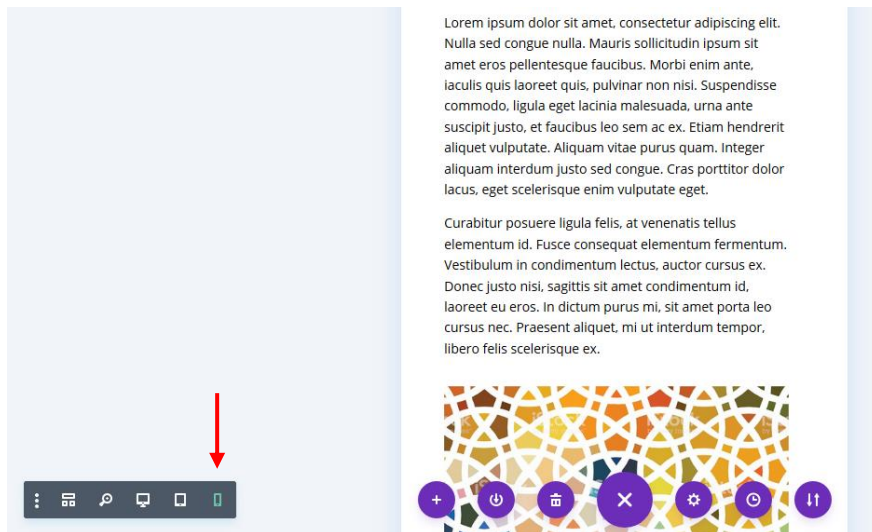 Lorem ipsum dolor sit amet, consectetur adipiscing elit.
Nulla sed congue nulla. Mauris sollicitudin ipsum sit
amet eros pellentesque faucibus. Morbi enim ante,
iaculis quis laoreet quis, pulvinar non nisi. Suspendisse
commodo, ligula eget lacinia malesuada, urna ante
suscipit justo, et faucibus leo sem ac ex. Etiam hendrerit
aliquet vulputate. Aliquam vitae purus quam. Integer
aliquam interdum justo sed congue. Cras porttitor dolor
lacus, eget scelerisque enim vulputate eget.
Curabitur posuere ligula felis, at venenatis tellus
elementum id. Fusce consequat elementum fermentum.
Vestibulum in condimentum lectus, auctor cursus ex.
Donec justo nisi, sagittis sit amet condimentum id,
laoreet eu eros. In dictum purus mi, sit amet porta leo
cursus nec. Praesent aliquet, mi ut interdum tempor,
libero felis scelerisque ex.